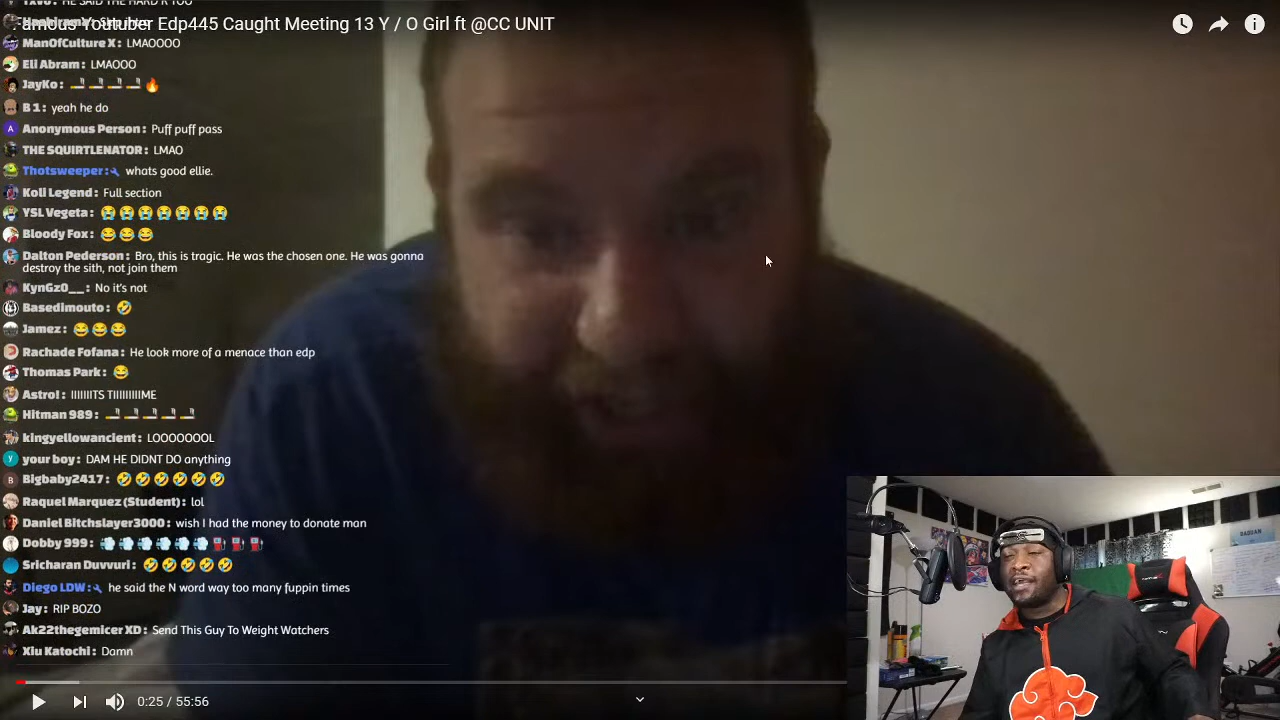 HE SAID THE HARD R TOO
Famous Youtuber Edp445 Caught Meeting 13 Y / O Girl ft @CC UNIT
ManOfCulture X: LMAOOOO
Eli Abram: LMAOOO
JayKo: 🚬🚬🚬🚬🔥
B 1: yeah he do
A
Anonymous Person: Puff puff pass
THE SQUIRTLENATOR: LMAO
Thotsweeper: whats good ellie.
Koli Legend: Full section
YSL Vegeta: 😭😭😭😭😭😭😭
Bloody Fox: 😂😂😂
Dalton Pederson: Bro, this is tragic. He was the chosen one. He was gonna
destroy the sith, not join them
KynGz0__: No it's not
Basedimouto: 🤣
Jamez: 😂😂😂
Rachade Fofana: He look more of a menace than edp
Thomas Park: 😂
Astro!: IIIIIIITS TIIIIIIIIIME
Hitman 989: 🚬🚬🚬🚬🚬
kingyellowancient: LOOOOOOOL
y
your boy: DAM HE DIDNT DO anything
B
Bigbaby2417: 🤣🤣🤣🤣🤣🤣
Raquel Marquez (Student): lol
Daniel Bitchslayer3000: wish I had the money to donate man
Dobby 999: 💨💨💨💨💨💨⛽⛽⛽
Sricharan Duvvuri: 🤣🤣🤣🤣🤣
Diego LDW: he said the N word way too many fuppin times
Jay: RIP BOZO
Ak22thegemicer XD: Send This Guy To Weight Watchers
Xiu Katochi: Damn
0:25 / 55:56